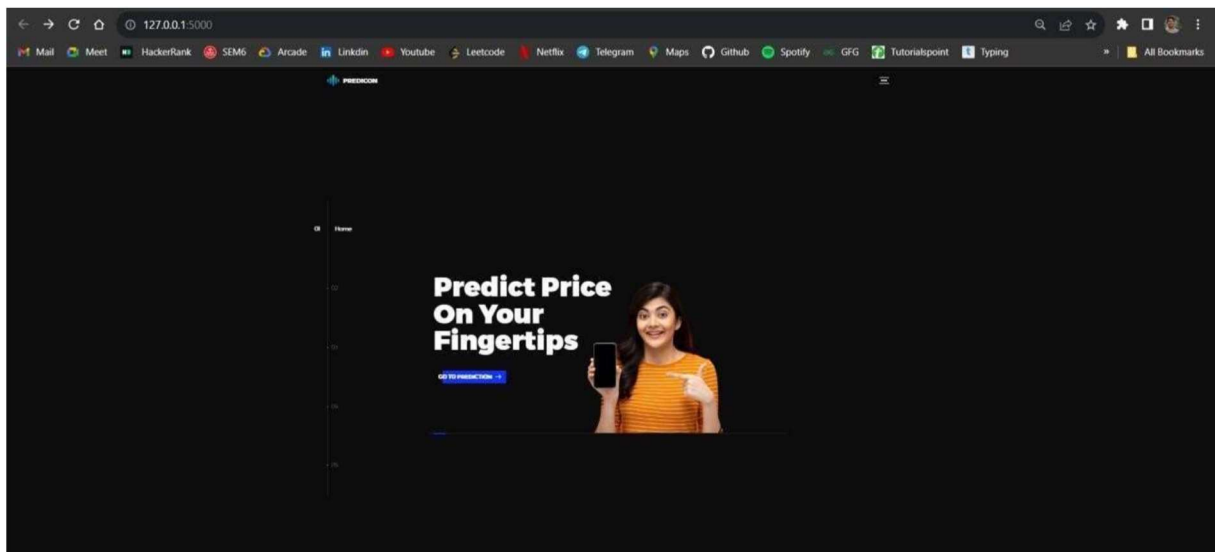 127.0.0.1:5000
Mail Meet HackerRank SEM6 Arcade Linkdin Youtube Leetcode Netflix Telegram Maps Github Spotify GFG Tutorialspoint Typing » All Bookmarks
PREDICON
01 Home
02
Predict Price
On Your
Fingertips
03
GO TO PREDICTION →
04
05